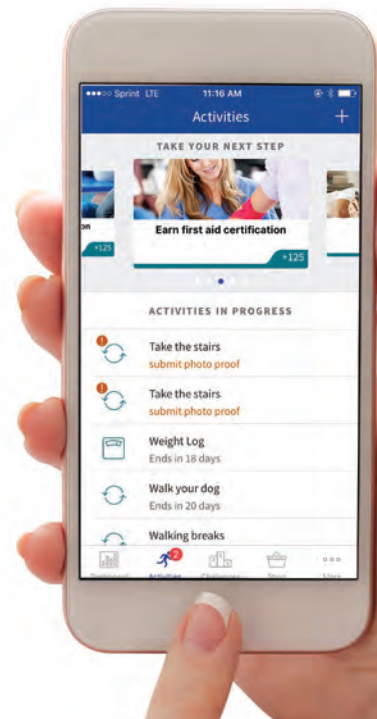 Sprint LTE 11:16 AM
Activities +
TAKE YOUR NEXT STEP
on
Earn first aid certification
+125
+125
ACTIVITIES IN PROGRESS
!
Take the stairs
submit photo proof
!
Take the stairs
submit photo proof
Weight Log
Ends in 18 days
Walk your dog
Ends in 20 days
Walking breaks
2